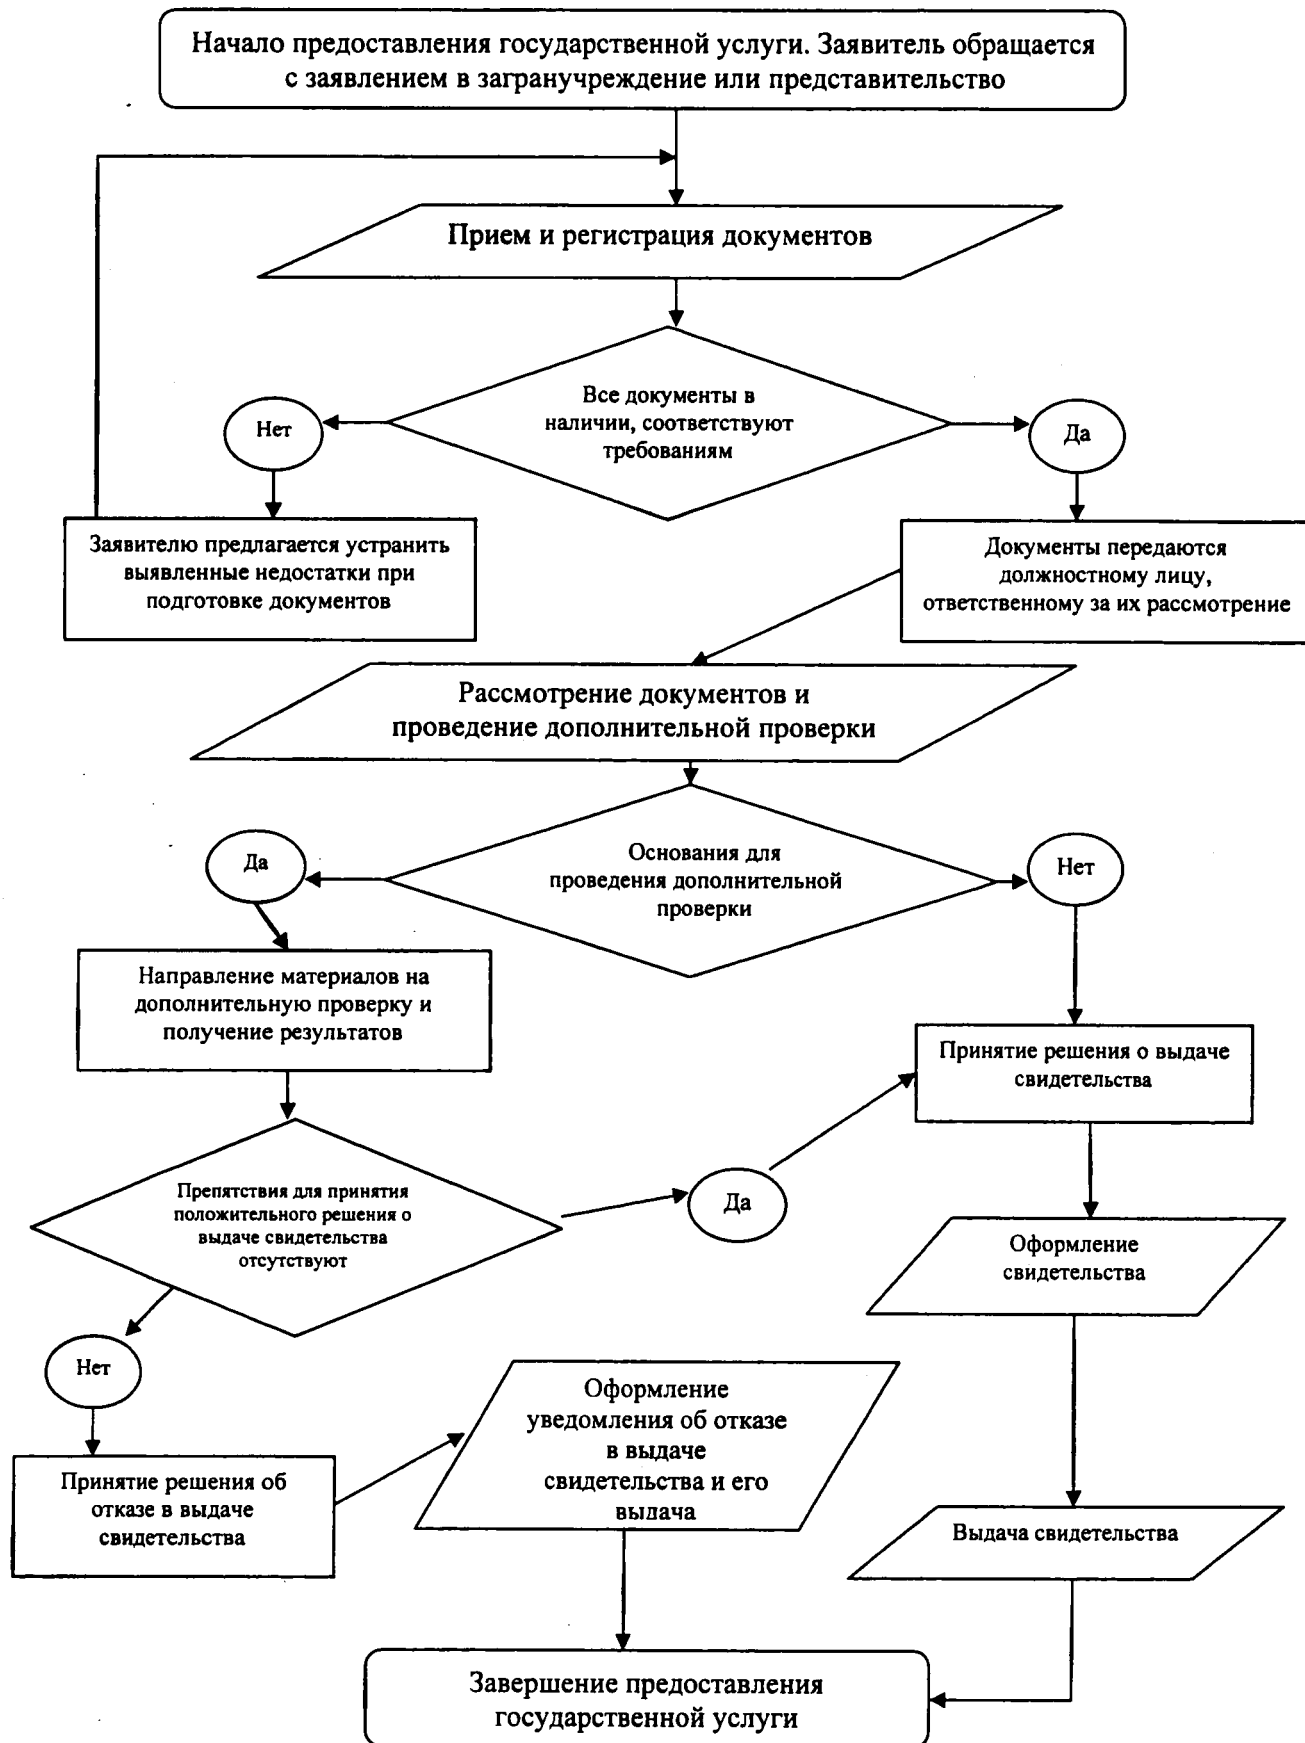 Начало предоставления государственной услуги. Заявитель обращается
с заявлением в загранучреждение или представительство
Прием и регистрация документов
Все документы в
наличии, соответствуют
требованиям
Нет
Да
Заявителю предлагается устранить
выявленные недостатки при
подготовке документов
Документы передаются
должностному лицу,
ответственному за их рассмотрение
Рассмотрение документов и
проведение дополнительной проверки
Основания для
проведения дополнительной
проверки
Да
Нет
Направление материалов на
дополнительную проверку и
получение результатов
Принятие решения о выдаче
свидетельства
Препятствия для принятия
положительного решения о
выдаче свидетельства
отсутствуют
Да
Оформление
свидетельства
Нет
Оформление
уведомления об отказе
в выдаче
свидетельства и его
выдача
Принятие решения об
отказе в выдаче
свидетельства
Выдача свидетельства
Завершение предоставления
государственной услуги